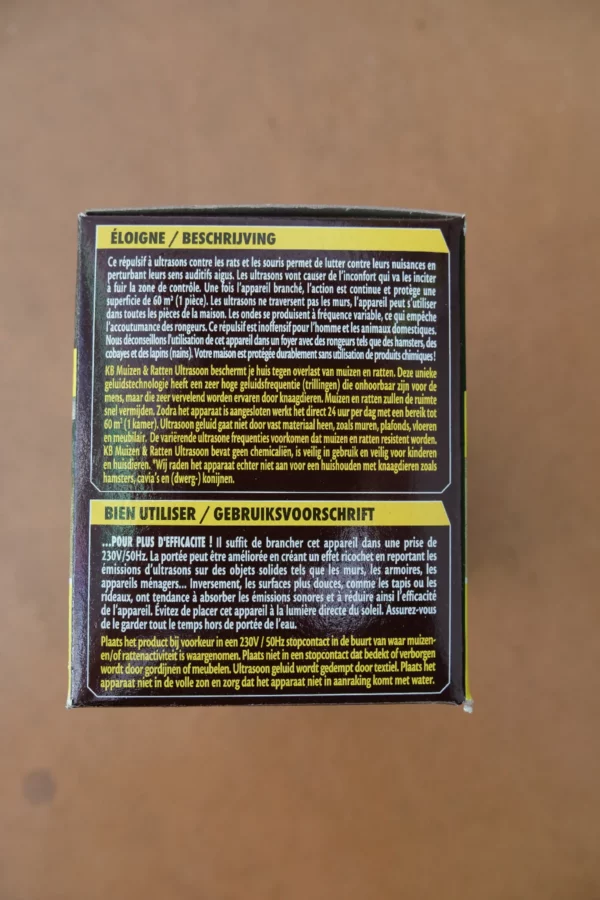 ÉLOIGNE / BESCHRIJVING
Ce répulsif à ultrasons contre les rats et les souris permet de lutter contre leurs nuisances en
perturbant leurs sens auditifs aigus. Les ultrasons vont causer de l'inconfort qui va les inciter
à fuir la zone de contrôle. Une fois l'appareil branché, l'action est continue et protège une
superficie de 60 m² (1 pièce). Les ultrasons ne traversent pas les murs, l'appareil peut s'utiliser
dans toutes les pièces de la maison. Les ondes se produisent à fréquence variable, ce qui empêche
l'accoutumance des rongeurs. Ce répulsif est inoffensif pour l'homme et les animaux domestiques.
Nous déconseillons l'utilisation de cet appareil dans un foyer avec des rongeurs tels que des hamsters, des
cobayes et des lapins (nains). Votre maison est protégée durablement sans utilisation de produits chimiques !
KB Muizen & Ratten Ultrasoon beschermt je huis tegen overlast van muizen en ratten. Deze unieke
geluidstechnologie heeft een zeer hoge geluidsfrequentie (trillingen) die onhoorbaar zijn voor de
mens, maar die zeer vervelend worden ervaren door knaagdieren. Muizen en ratten zullen de ruimte
snel vermijden. Zodra het apparaat is aangesloten werkt het direct 24 uur per dag met een bereik tot
60 m² (1 kamer). Ultrasoon geluid gaat niet door vast materiaal heen, zoals muren, plafonds, vloeren
en meubilair. De variërende ultrasone frequenties voorkomen dat muizen en ratten resistent worden.
KB Muizen & Ratten Ultrasoon bevat geen chemicaliën, is veilig in gebruik en veilig voor kinderen
en huisdieren. *Wij raden het apparaat echter niet aan voor een huishouden met knaagdieren zoals
hamsters, cavia's en (dwerg-) konijnen.
BIEN UTILISER / GEBRUIKSVOORSCHRIFT
...POUR PLUS D'EFFICACITE ! Il suffit de brancher cet appareil dans une prise de
230V/50Hz. La portée peut être améliorée en créant un effet ricochet en reportant les
émissions d'ultrasons sur des objets solides tels que les murs, les armoires, les
appareils ménagers... Inversement, les surfaces plus douces, comme les tapis ou les
rideaux, ont tendance à absorber les émissions sonores et à réduire ainsi l'efficacité
de l'appareil. Évitez de placer cet appareil à la lumière directe du soleil. Assurez-vous
de le garder tout le temps hors de portée de l'eau.
Plaats het product bij voorkeur in een 230V / 50Hz stopcontact in de buurt van waar muizen-
en/of rattenactiviteit is waargenomen. Plaats niet in een stopcontact dat bedekt of verborgen
wordt door gordijnen of meubelen. Ultrasoon geluid wordt gedempt door textiel. Plaats het
apparaat niet in de volle zon en zorg dat het apparaat niet in aanraking komt met water.